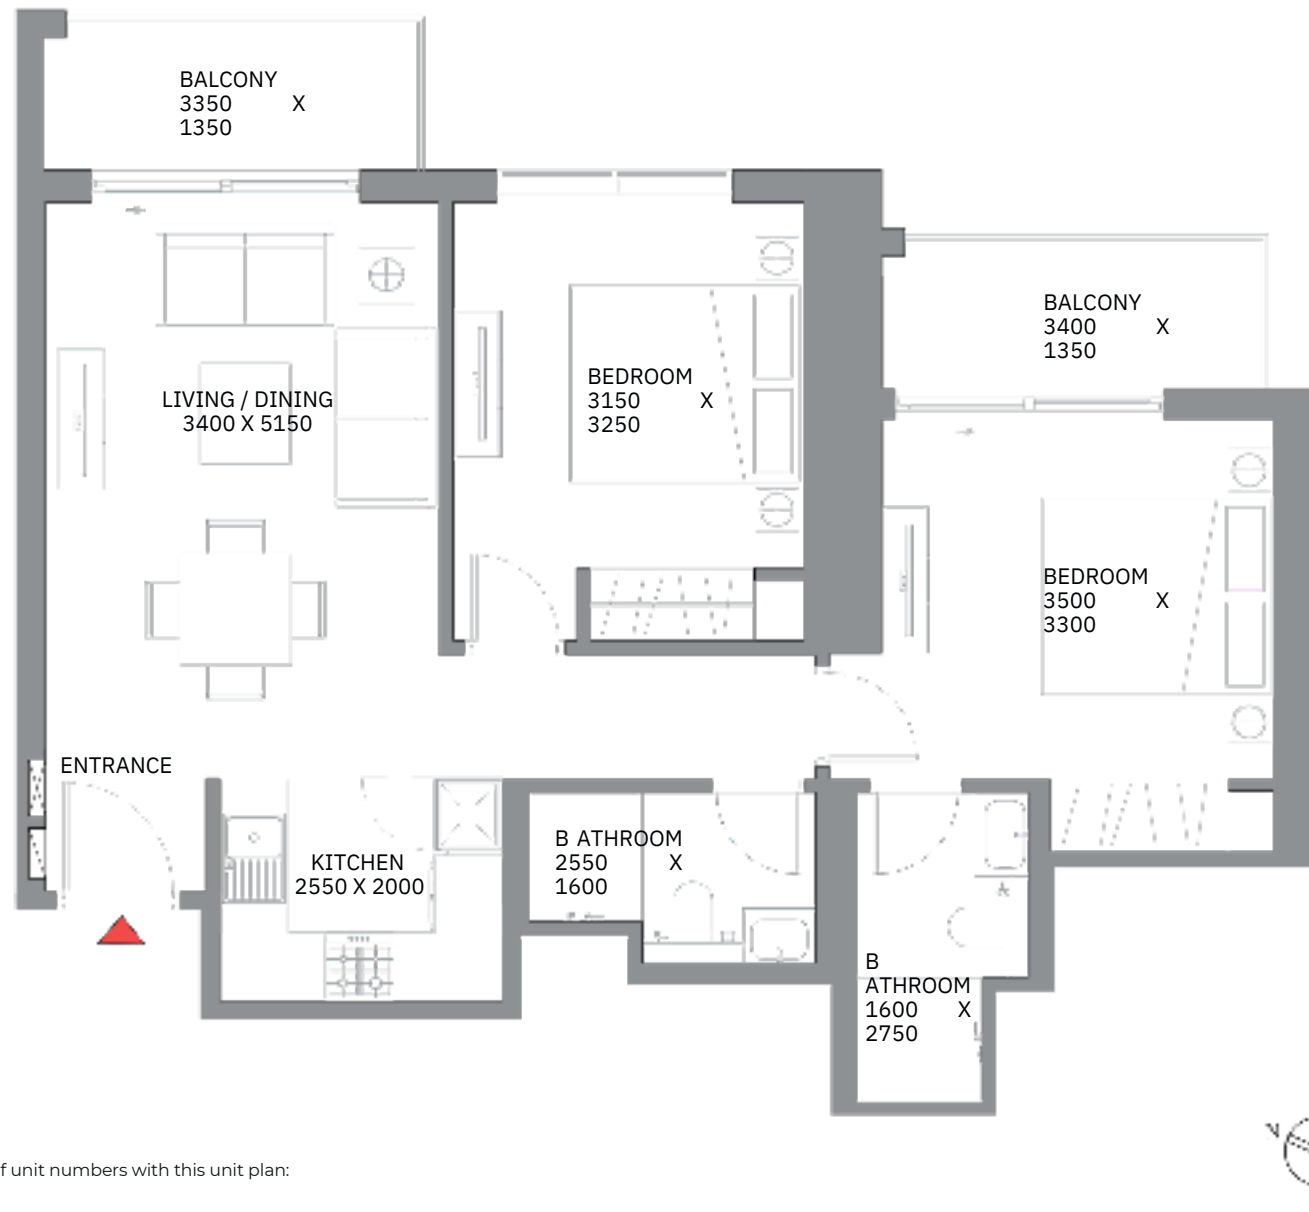 BALCONY
3350 X
1350
BALCONY
3400 X
1350
BEDROOM
3150 X
3250
LIVING / DINING
3400 X 5150
BEDROOM
3500 X
3300
ENTRANCE
KITCHEN
2550 X 2000
B ATHROOM
2550 X
1600
B
ATHROOM
1600 X
2750
N
f unit numbers with this unit plan: